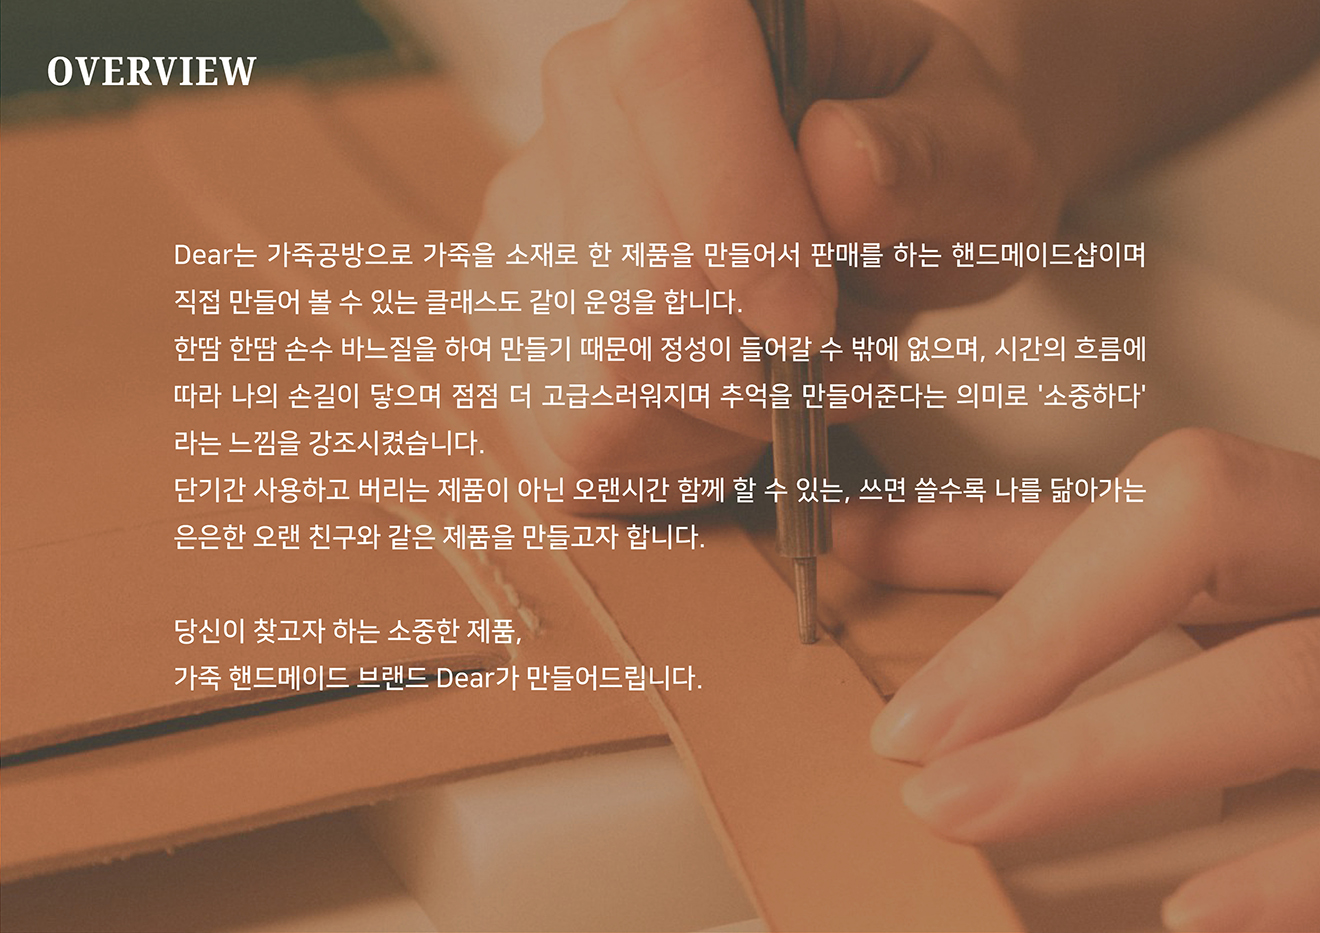 OVERVIEW
Dear는 가죽공방으로 가죽을 소재로 한 제품을 만들어서 판매를 하는 핸드메이드샵이며
직접 만들어 볼 수 있는 클래스도 같이 운영을 합니다.
한땀 한땀 손수 바느질을 하여 만들기 때문에 정성이 들어갈 수 밖에 없으며, 시간의 흐름에
따라 나의 손길이 닿으며 점점 더 고급스러워지며 추억을 만들어준다는 의미로 '소중하다'
라는 느낌을 강조시켰습니다.
단기간 사용하고 버리는 제품이 아닌 오랜시간 함께 할 수 있는, 쓰면 쓸수록 나를 닮아가는
은은한 오랜 친구와 같은 제품을 만들고자 합니다.
당신이 찾고자 하는 소중한 제품,
가죽 핸드메이드 브랜드 Dear가 만들어드립니다.